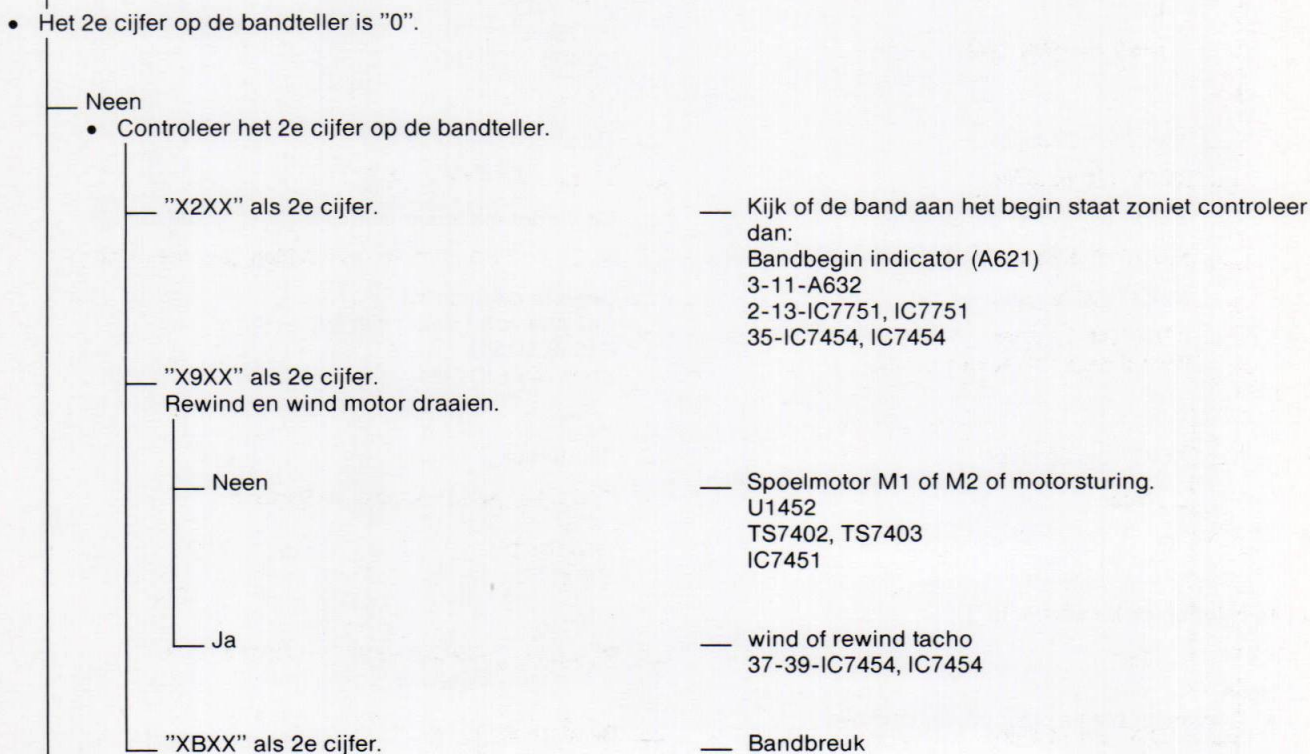 • Het 2e cijfer op de bandteller is "0".
Neen
• Controleer het 2e cijfer op de bandteller.
"X2XX" als 2e cijfer.
Kijk of de band aan het begin staat zoniet controleer
dan:
Bandbegin indicator (A621)
3-11-A632
2-13-IC7751, IC7751
35-IC7454, IC7454
"X9XX" als 2e cijfer.
Rewind en wind motor draaien.
Neen
Spoelmotor M1 of M2 of motorsturing.
U1452
TS7402, TS7403
IC7451
Ja
wind of rewind tacho
37-39-IC7454, IC7454
"XBXX" als 2e cijfer.
Bandbreuk